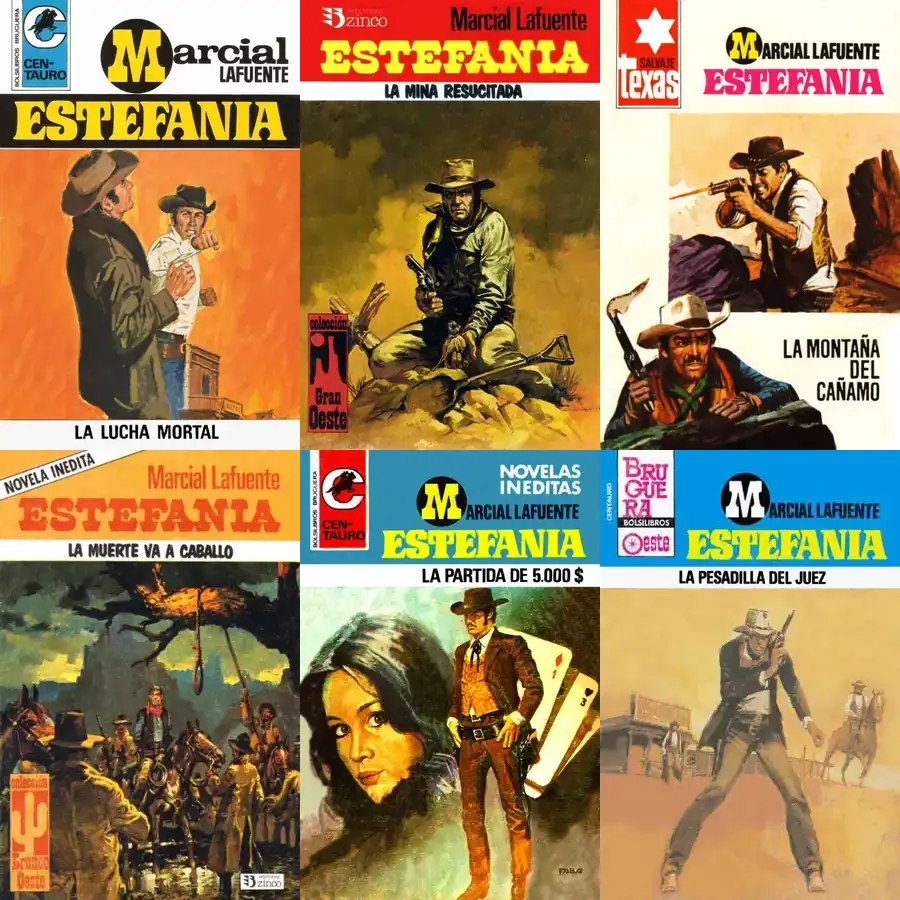 BOLSILIBROS BRUGUERA
C
CEN-
TAURO
Marcial
LAFUENTE
ESTEFANIA
LA LUCHA MORTAL
ediciones
zinco
Marcial Lafuente
ESTEFANIA
LA MINA RESUCITADA
colección
Gran
Oeste
SALVAJE
texas
MARCIAL LAFUENTE
ESTEFANIA
LA MONTAÑA
DEL
CAÑAMO
NOVELA INEDITA
Marcial Lafuente
ESTEFANIA
LA MUERTE VA A CABALLO
colección
Bronco
Oeste
ediciones
zinco
BOLSILIBROS BRUGUERA
C
CEN-
TAURO
NOVELAS
INEDITAS
MARCIAL LAFUENTE
ESTEFANIA
LA PARTIDA DE 5.000 $
3
CENTAURO
BRU
GUE
RA
BOLSILIBROS
Oeste
MARCIAL LAFUENTE
ESTEFANIA
LA PESADILLA DEL JUEZ